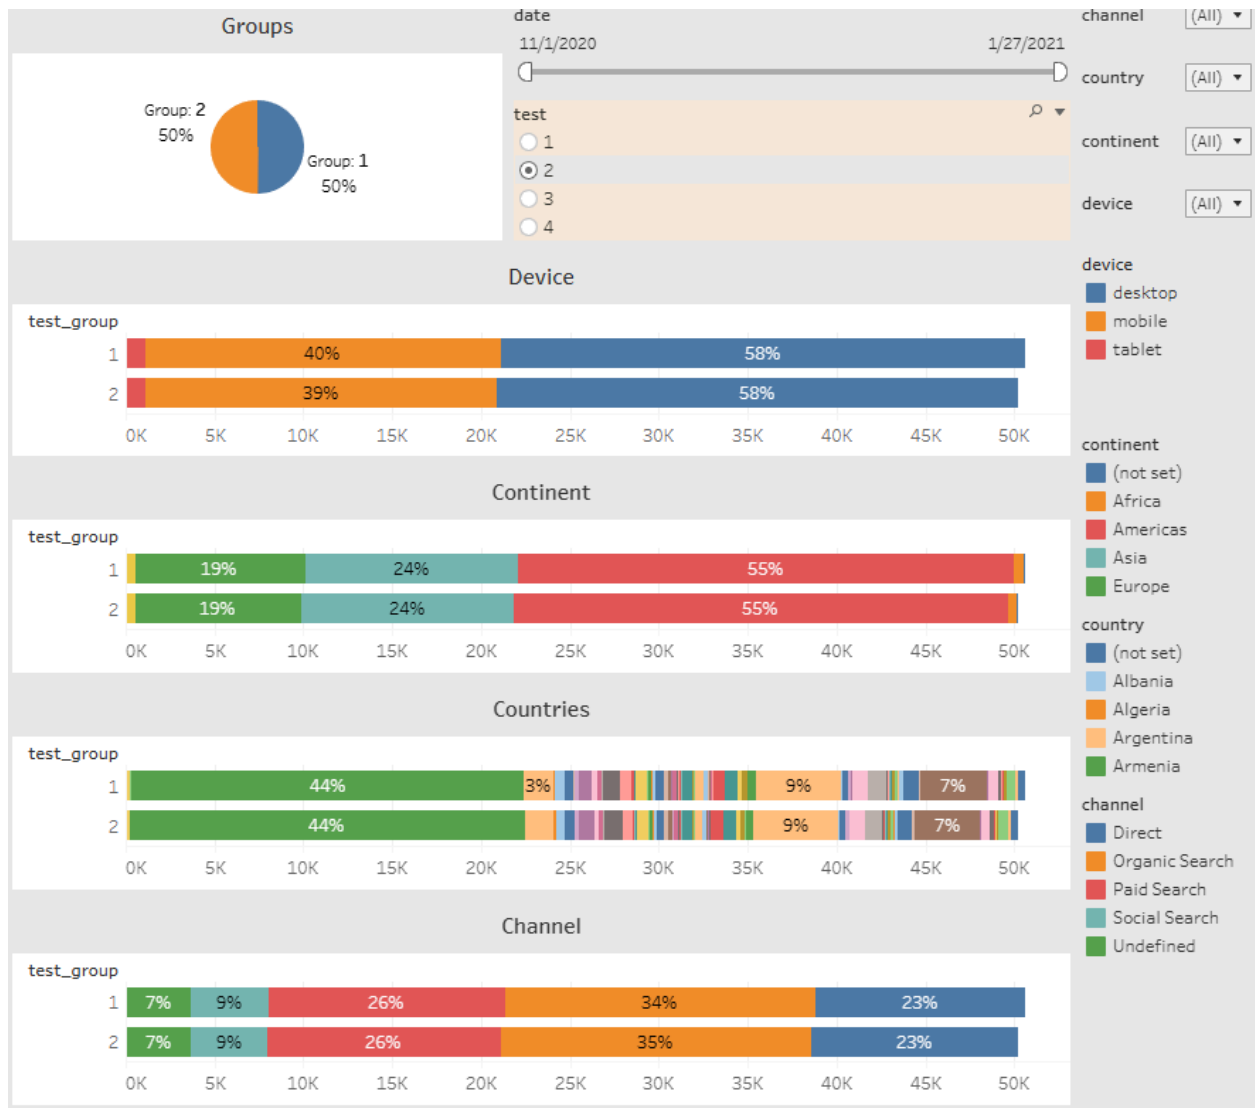 Groups
Group: 2
50%
Group: 1
50%
date
11/1/2020 1/27/2021
test
1
2
3
4
channel (All)
country (All)
continent (All)
device (All)
Device
test_group
1 40% 58%
2 39% 58%
0K 5K 10K 15K 20K 25K 30K 35K 40K 45K 50K
Continent
test_group
1 19% 24% 55%
2 19% 24% 55%
0K 5K 10K 15K 20K 25K 30K 35K 40K 45K 50K
Countries
test_group
1 44% 3% 9% 7%
2 44% 9% 7%
0K 5K 10K 15K 20K 25K 30K 35K 40K 45K 50K
Channel
test_group
1 7% 9% 26% 34% 23%
2 7% 9% 26% 35% 23%
0K 5K 10K 15K 20K 25K 30K 35K 40K 45K 50K
device
desktop
mobile
tablet
continent
(not set)
Africa
Americas
Asia
Europe
country
(not set)
Albania
Algeria
Argentina
Armenia
channel
Direct
Organic Search
Paid Search
Social Search
Undefined